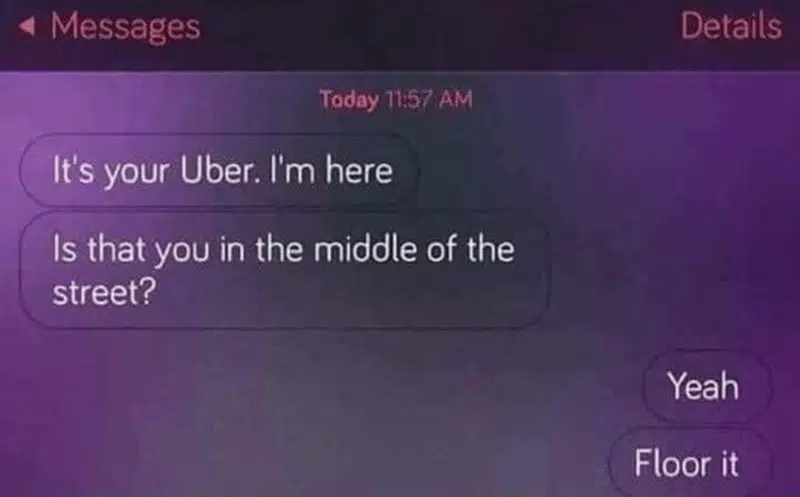 Messages
Details
Today 11:57 AM
It's your Uber. I'm here
Is that you in the middle of the
street?
Yeah
Floor it